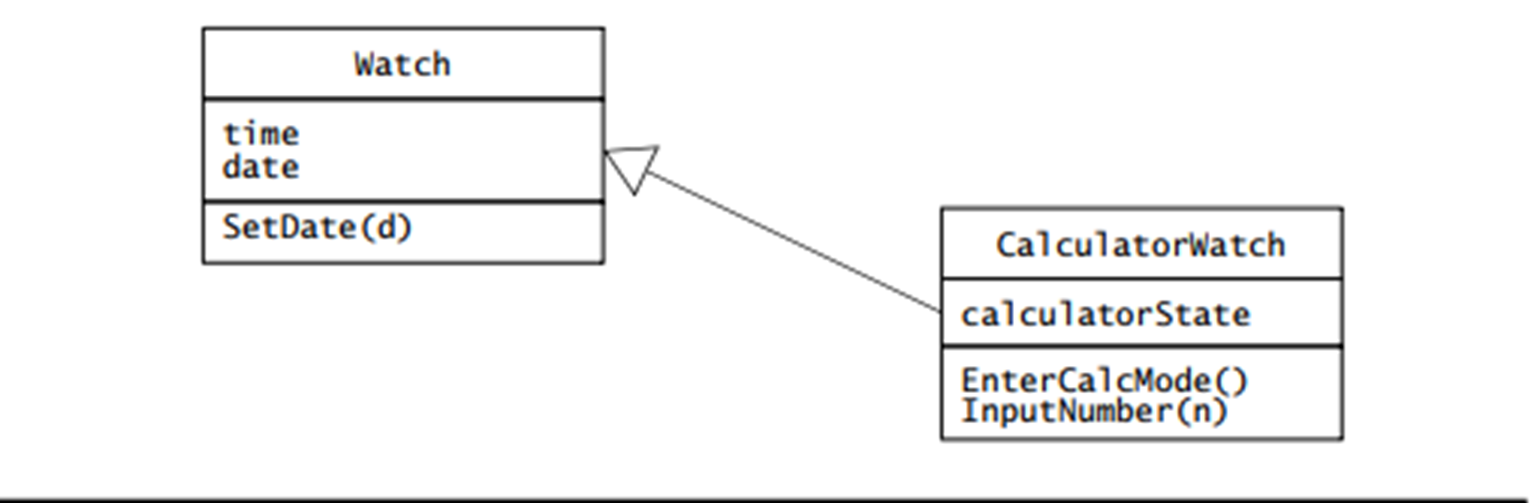 Watch
time
date
SetDate(d)
CalculatorWatch
calculatorState
EnterCalcMode()
InputNumber(n)